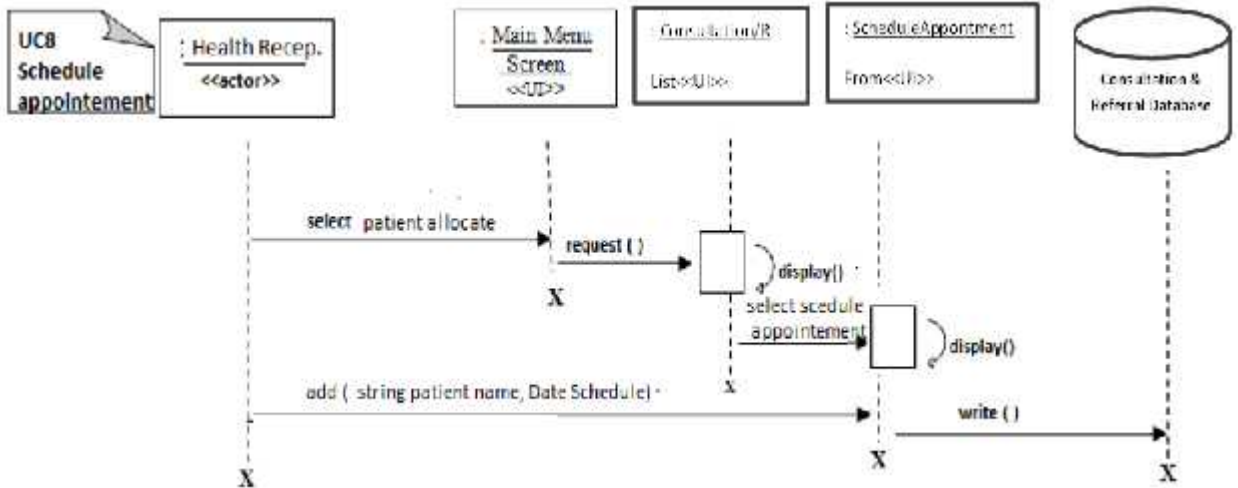 UC8
Schedule
appointement
: Health Recep.
<<actor>>
: Main Menu
Screen
<<UI>>
: Consultation/R
List<<UI>>
: ScheduleAppontment
From<<UI>>
Consultation &
Referral Database
select patient allocate
request ( )
display()
select scedule
appointement
display()
add ( string patient name, Date Schedule)
write ( )
X
x
X
X
X